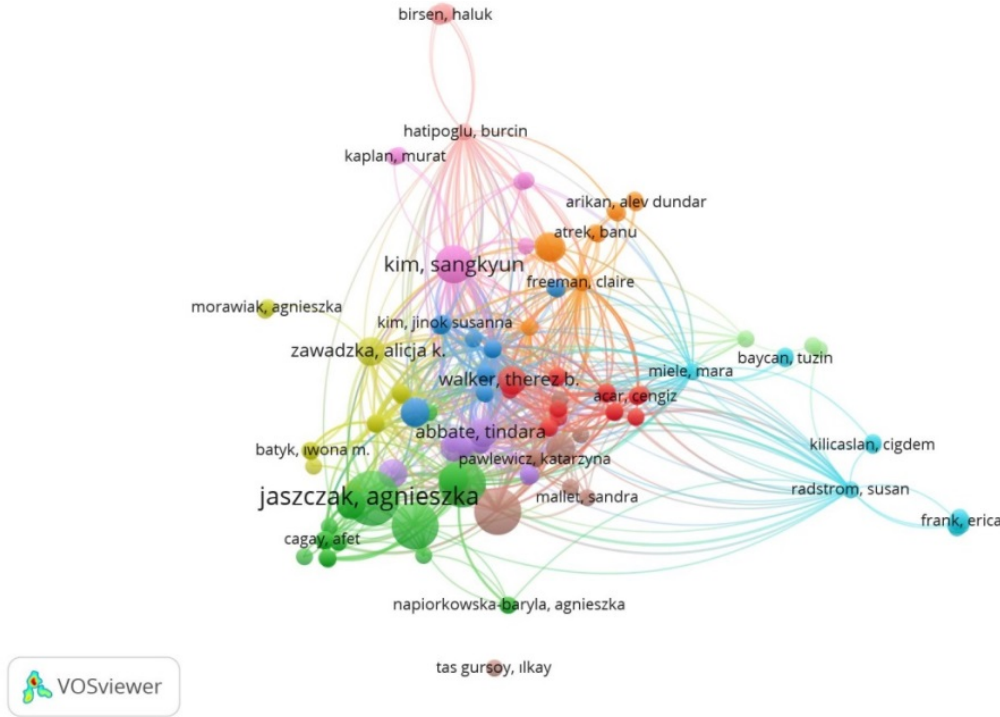 birsen, haluk
hatipoglu, burcin
kaplan, murat
arikan, alev dundar
atrek, banu
kim, sangkyun
freeman, claire
morawiak, agnieszka
kim, jinok susanna
zawadzka, alicja k.
baycan, tuzin
miele, mara
walker, therez b.
acar, cengiz
abbate, tindara
kilicaslan, cigdem
batyk, ıwona m.
pawlewicz, katarzyna
radstrom, susan
jaszczak, agnieszka
mallet, sandra
frank, erica
cagay, afet
napiorkowska-baryla, agnieszka
tas gursoy, ılkay
VOSviewer